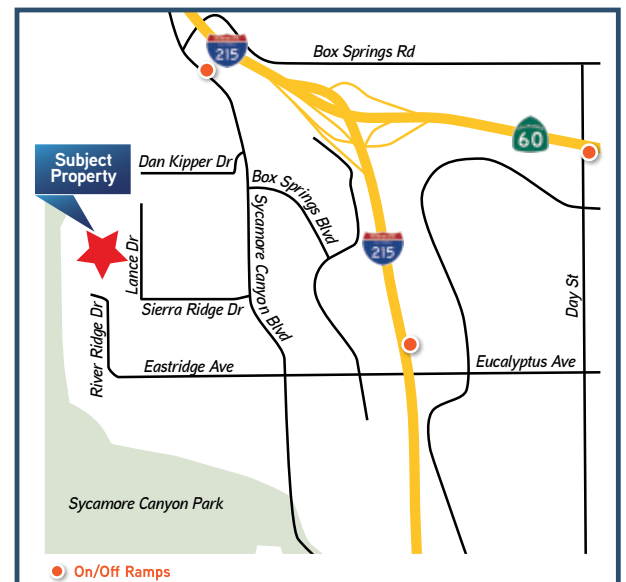 215
Box Springs Rd
60
Subject
Property
Dan Kipper Dr
Box Springs Blvd
Sycamore Canyon Blvd
Lance Dr
215
Day St
Sierra Ridge Dr
River Ridge Dr
Eastridge Ave
Eucalyptus Ave
Sycamore Canyon Park
On/Off Ramps